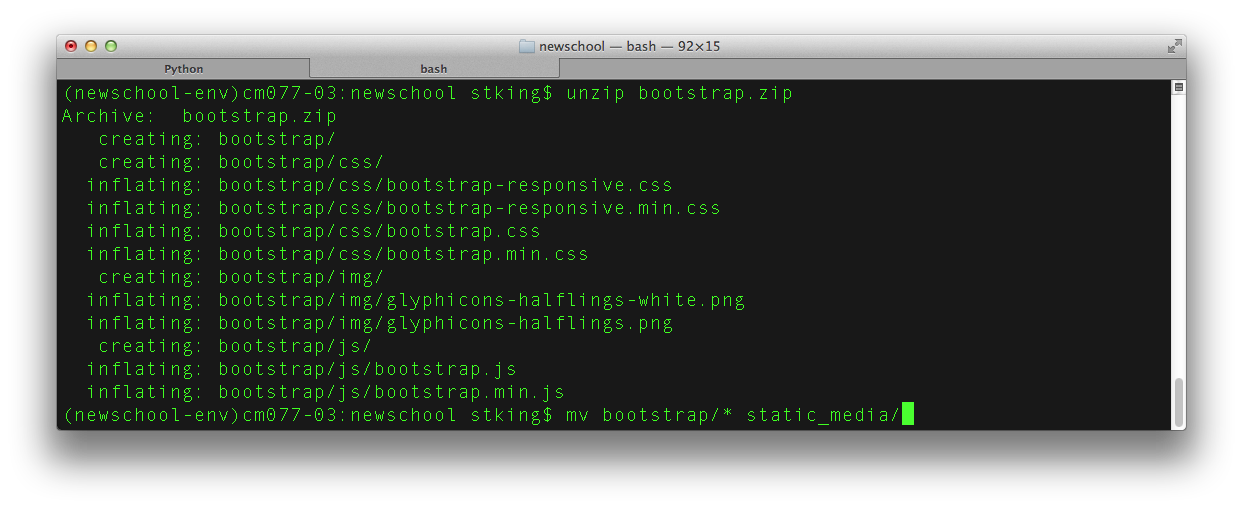 newschool — bash — 92×15
Python bash
(newschool-env)cm077-03:newschool stking$ unzip bootstrap.zip
Archive:  bootstrap.zip
   creating: bootstrap/
   creating: bootstrap/css/
  inflating: bootstrap/css/bootstrap-responsive.css
  inflating: bootstrap/css/bootstrap-responsive.min.css
  inflating: bootstrap/css/bootstrap.css
  inflating: bootstrap/css/bootstrap.min.css
   creating: bootstrap/img/
  inflating: bootstrap/img/glyphicons-halflings-white.png
  inflating: bootstrap/img/glyphicons-halflings.png
   creating: bootstrap/js/
  inflating: bootstrap/js/bootstrap.js
  inflating: bootstrap/js/bootstrap.min.js
(newschool-env)cm077-03:newschool stking$ mv bootstrap/* static_media/